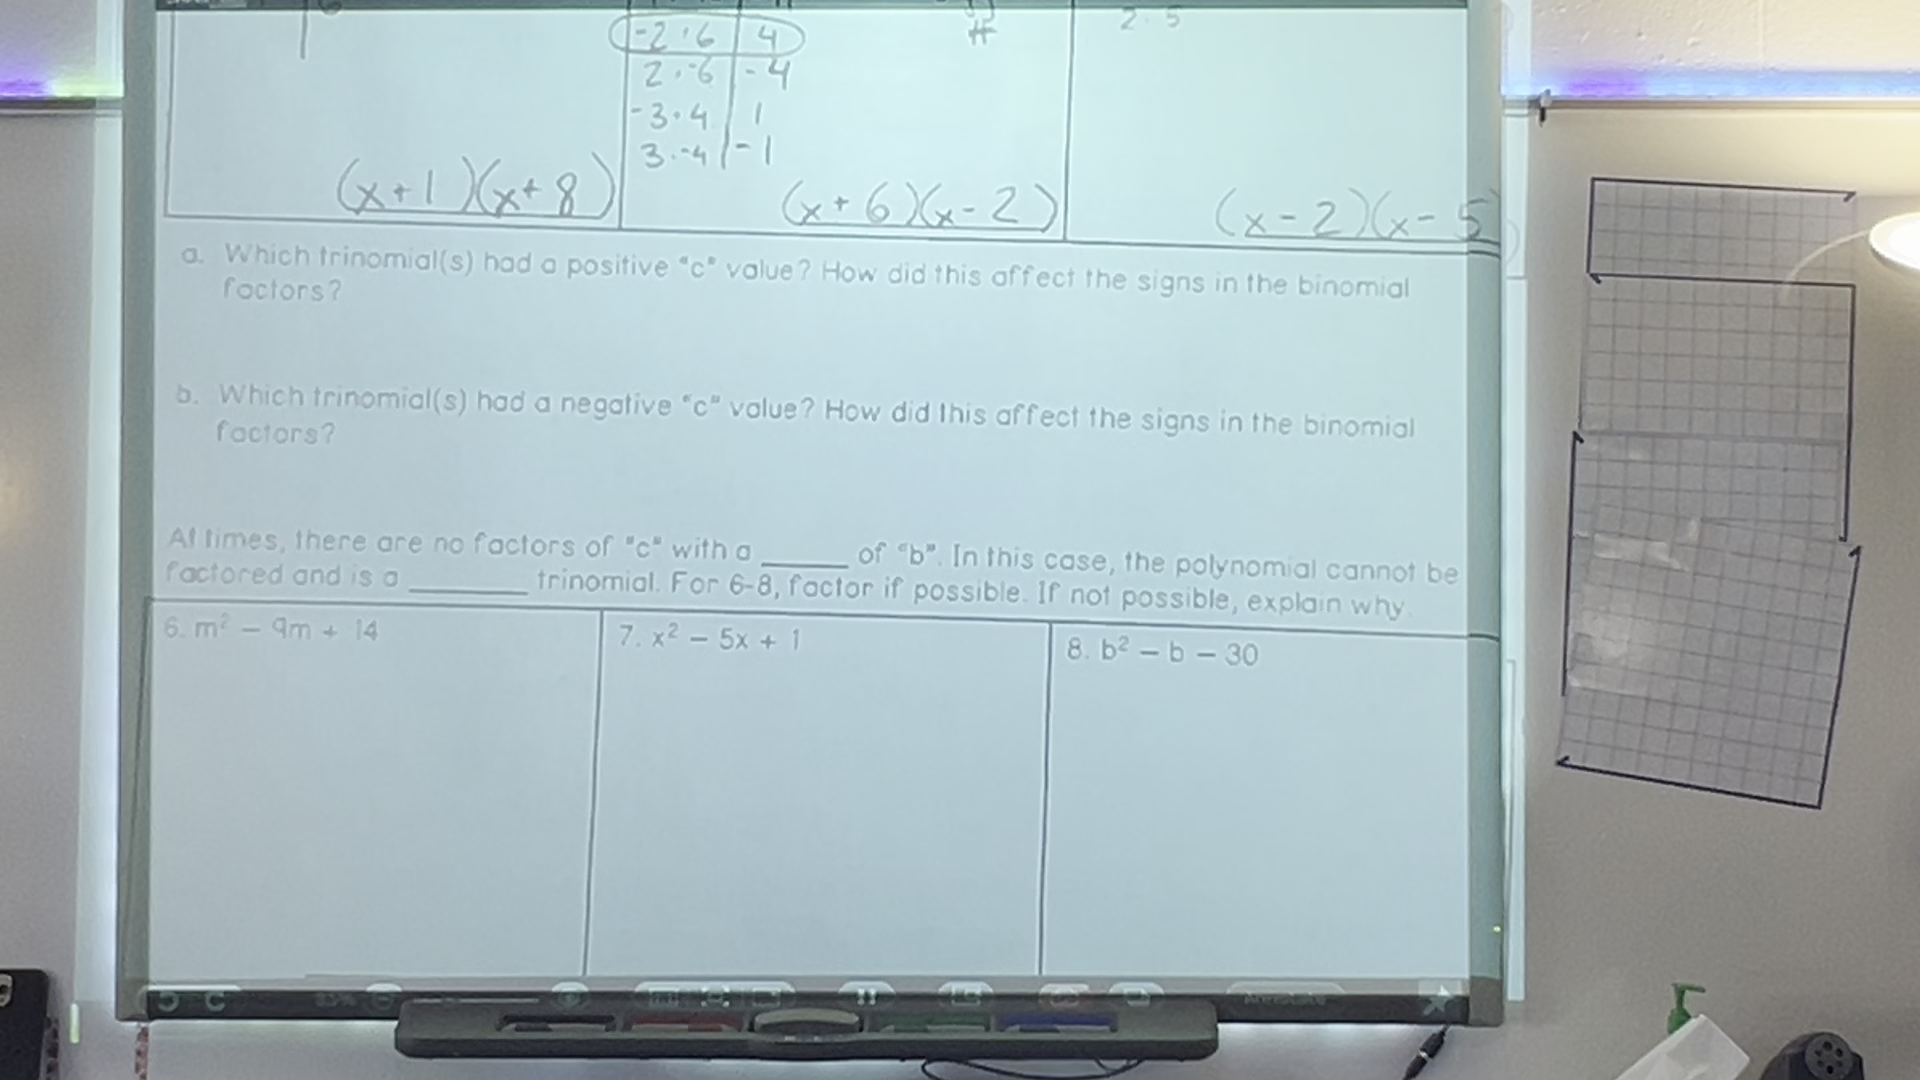 -2 · 6 | 4
2 · -6 | -4
-3 · 4 | 1
3 · -4 | -1
2 · 5
(x + 1)(x + 8)
(x + 6)(x - 2)
(x - 2)(x - 5
a. Which trinomial(s) had a positive "c" value? How did this affect the signs in the binomial
factors?
b. Which trinomial(s) had a negative "c" value? How did this affect the signs in the binomial
factors?
At times, there are no factors of "c" with a ______ of "b". In this case, the polynomial cannot be
factored and is a ________ trinomial. For 6-8, factor if possible. If not possible, explain why.
6. m² − 9m + 14
7. x² − 5x + 1
8. b² − b − 30